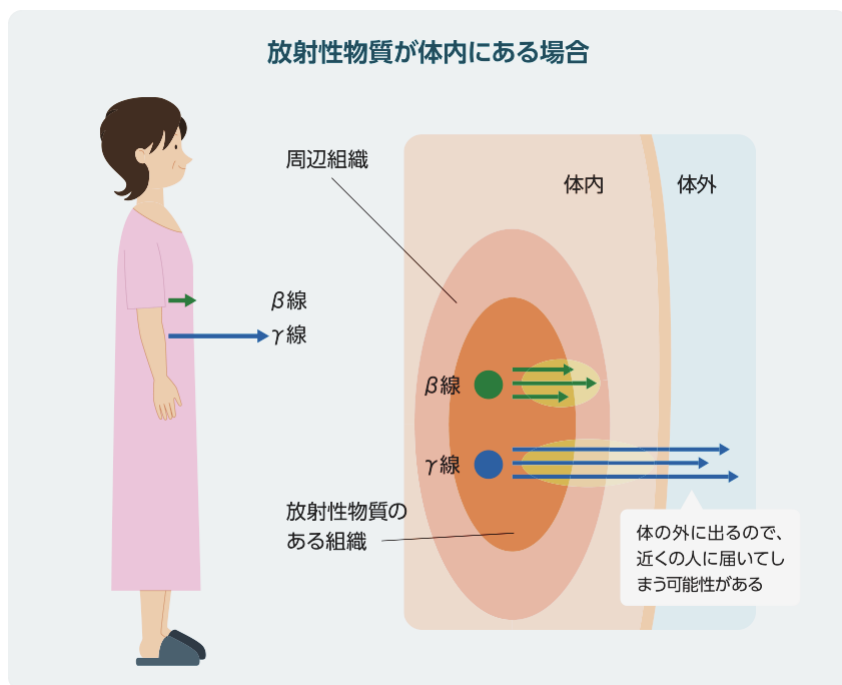 放射性物質が体内にある場合
周辺組織
体内
体外
β線
γ線
β線
γ線
放射性物質の
ある組織
体の外に出るので、
近くの人に届いてし
まう可能性がある